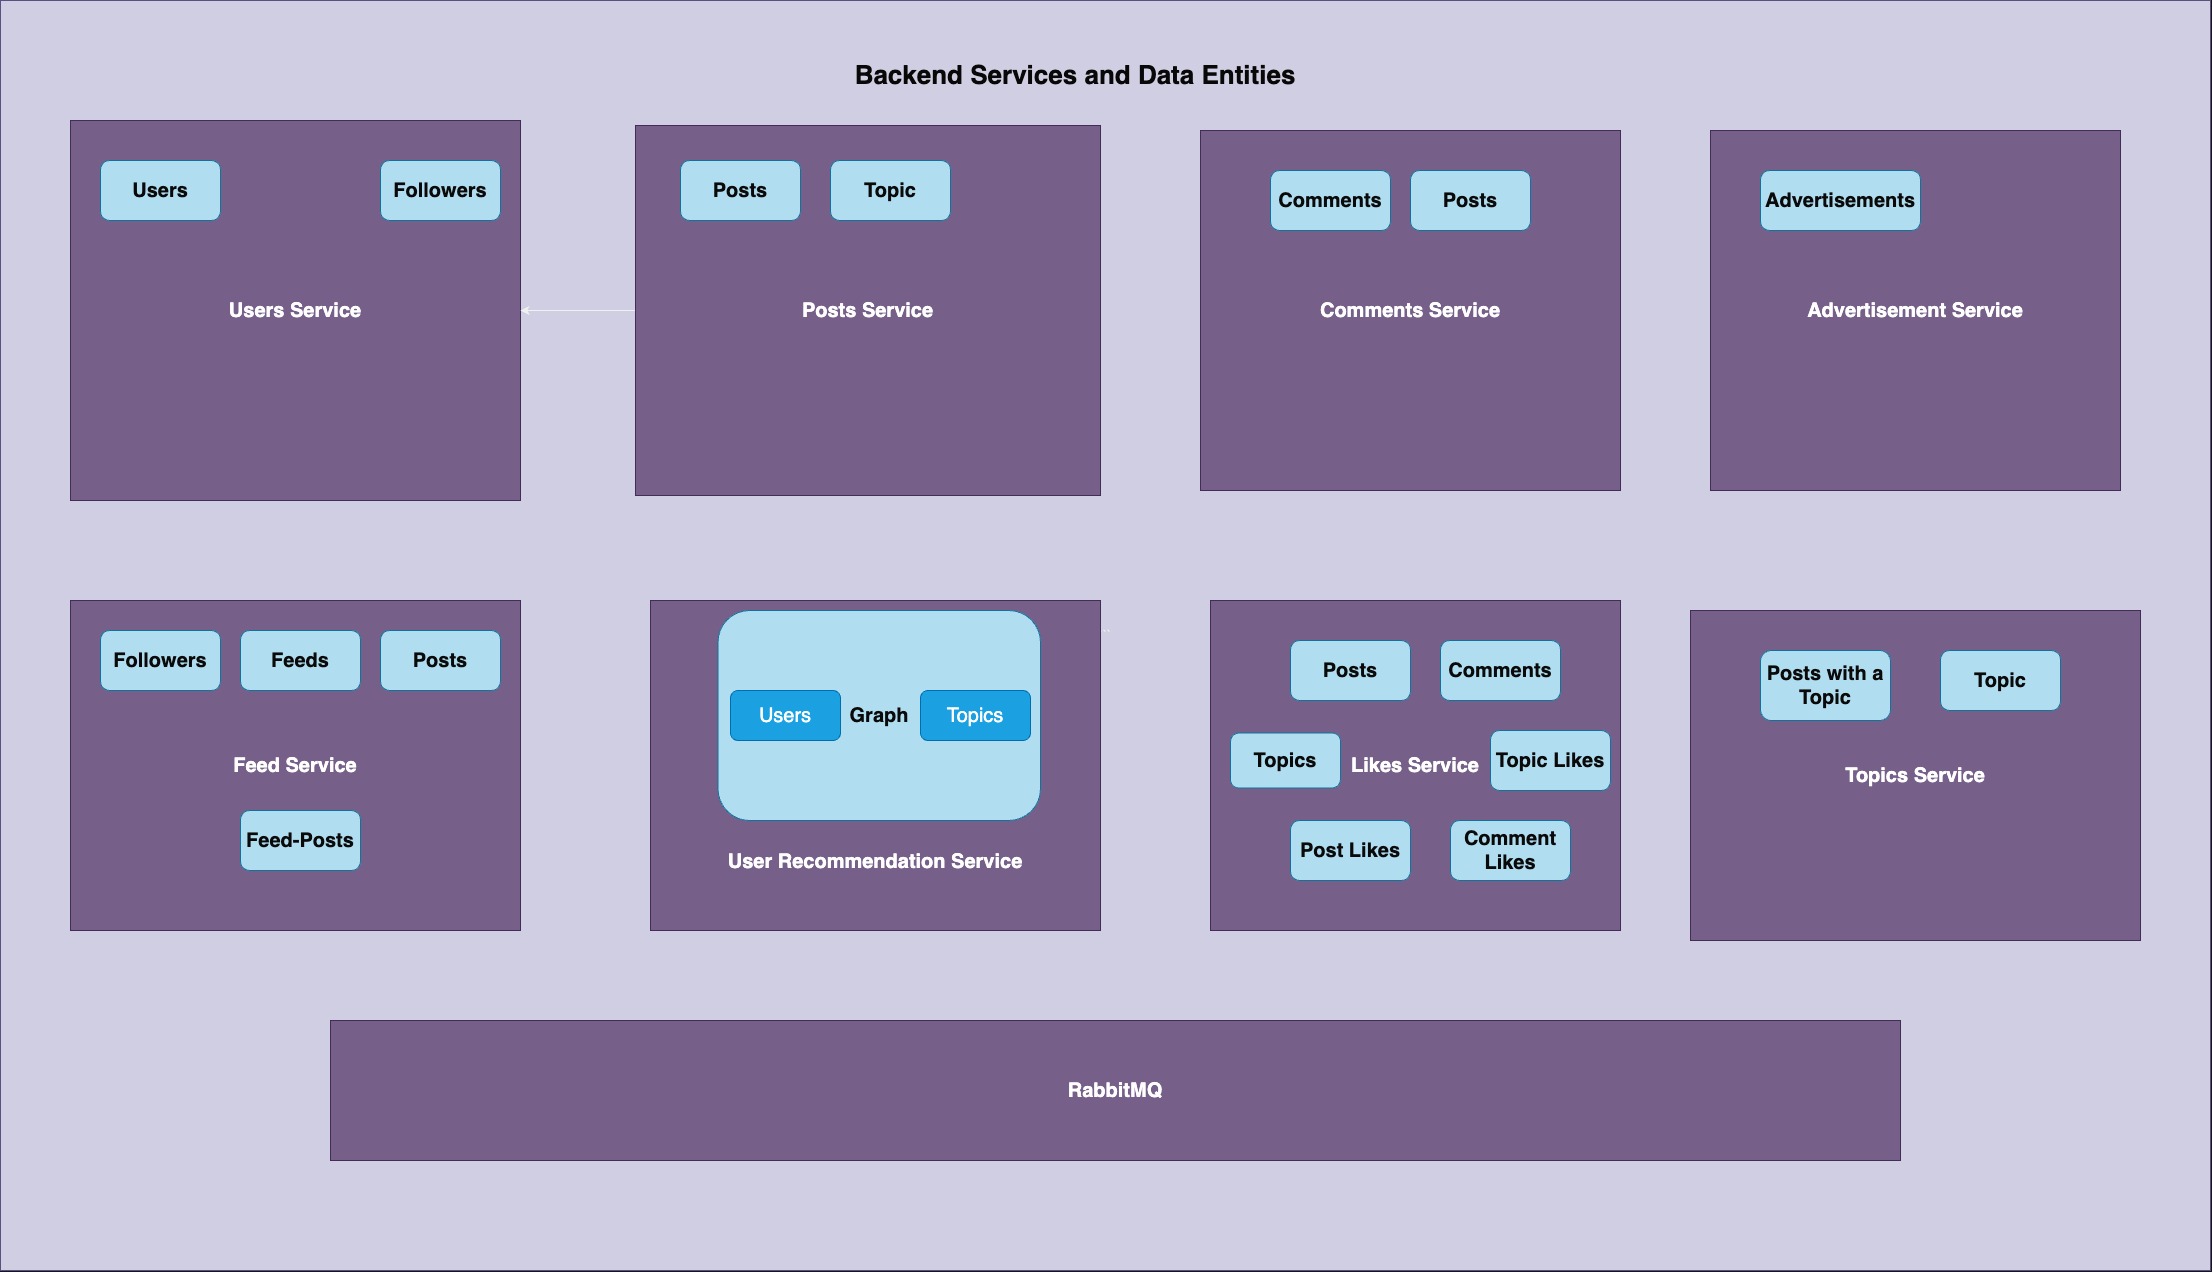 Backend Services and Data Entities
Users
Followers
Users Service
Posts
Topic
Posts Service
Comments
Posts
Comments Service
Advertisements
Advertisement Service
Followers
Feeds
Posts
Feed Service
Feed-Posts
Users
Graph
Topics
User Recommendation Service
Posts
Comments
Topics
Likes Service
Topic Likes
Post Likes
Comment
Likes
Posts with a
Topic
Topic
Topics Service
RabbitMQ